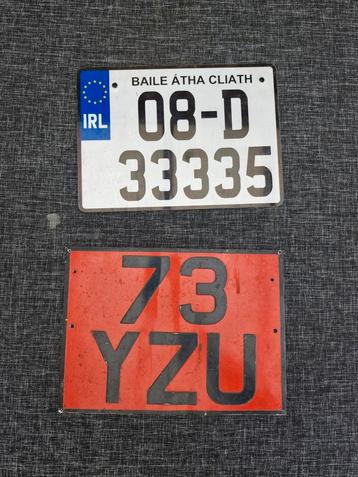 BAILE ÁTHA CLIATH
IRL
08-D
33335
73
YZU